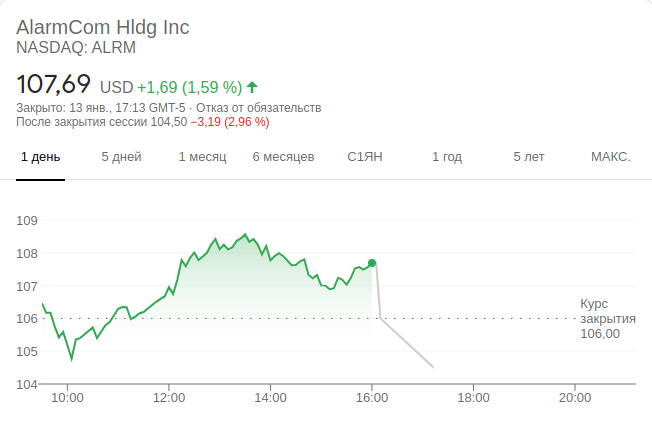 AlarmCom Hldg Inc
NASDAQ: ALRM
107,69 USD +1,69 (1,59 %)
Закрыто: 13 янв., 17:13 GMT-5 · Отказ от обязательств
После закрытия сессии 104,50 −3,19 (2,96 %)
1 день 5 дней 1 месяц 6 месяцев С1ЯН 1 год 5 лет МАКС.
109
108
107
106
105
104
Курс
закрытия
106,00
10:00 12:00 14:00 16:00 18:00 20:00